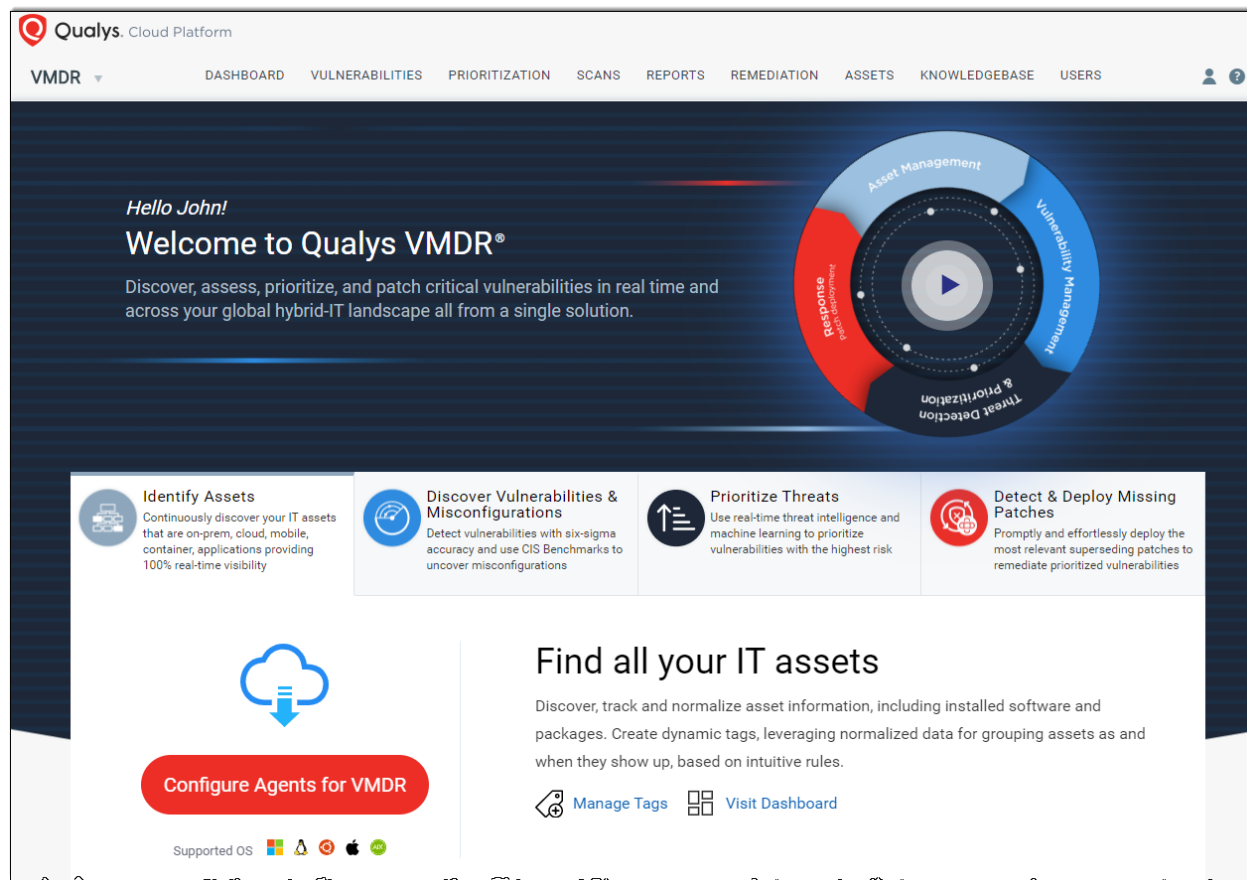 Qualys. Cloud Platform
VMDR
DASHBOARD VULNERABILITIES PRIORITIZATION SCANS REPORTS REMEDIATION ASSETS KNOWLEDGEBASE USERS
?
Hello John!
Welcome to Qualys VMDR®
Discover, assess, prioritize, and patch critical vulnerabilities in real time and
across your global hybrid-IT landscape all from a single solution.
Asset Management
Vulnerability Management
Threat Detection
& Prioritization
Response
Patch deployment
Identify Assets
Continuously discover your IT assets
that are on-prem, cloud, mobile,
container, applications providing
100% real-time visibility
Discover Vulnerabilities &
Misconfigurations
Detect vulnerabilities with six-sigma
accuracy and use CIS Benchmarks to
uncover misconfigurations
Prioritize Threats
Use real-time threat intelligence and
machine learning to prioritize
vulnerabilities with the highest risk
Detect & Deploy Missing
Patches
Promptly and effortlessly deploy the
most relevant superseding patches to
remediate prioritized vulnerabilities
Configure Agents for VMDR
Supported OS
AIX
Find all your IT assets
Discover, track and normalize asset information, including installed software and
packages. Create dynamic tags, leveraging normalized data for grouping assets as and
when they show up, based on intuitive rules.
Manage Tags
Visit Dashboard